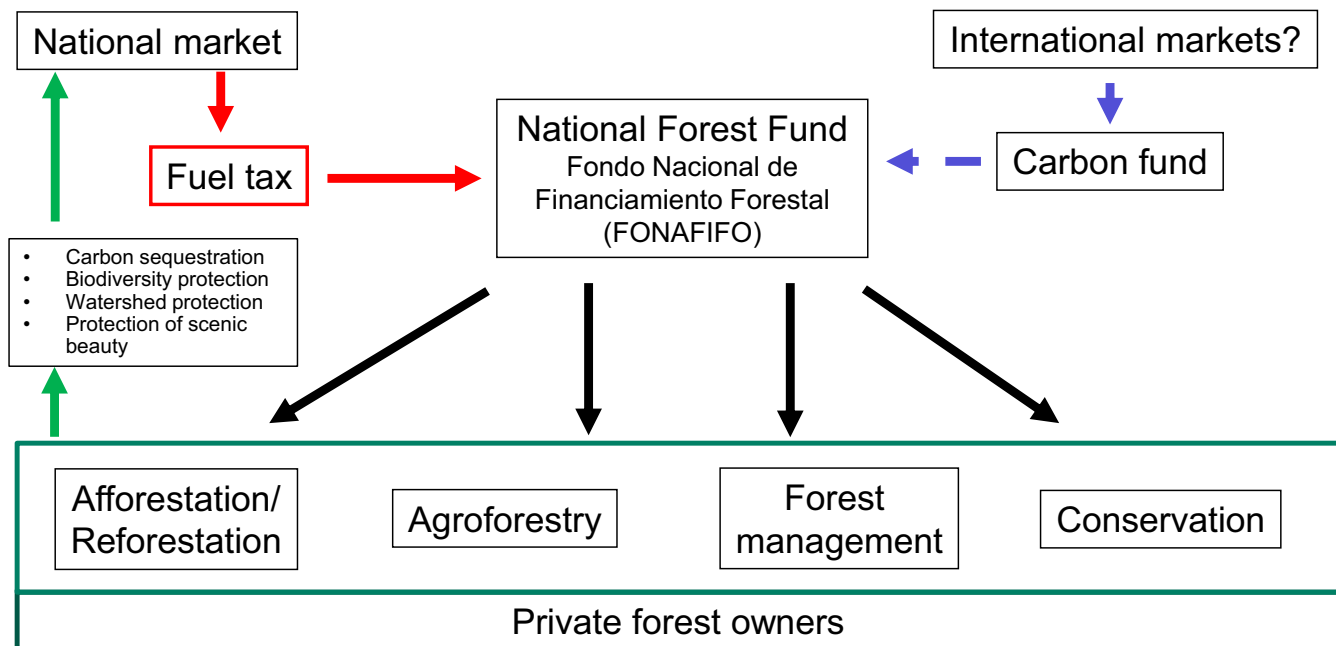 National market
International markets?
Fuel tax
National Forest Fund
Fondo Nacional de
Financiamiento Forestal
(FONAFIFO)
Carbon fund
• Carbon sequestration
• Biodiversity protection
• Watershed protection
• Protection of scenic
beauty
Afforestation/
Reforestation
Agroforestry
Forest
management
Conservation
Private forest owners